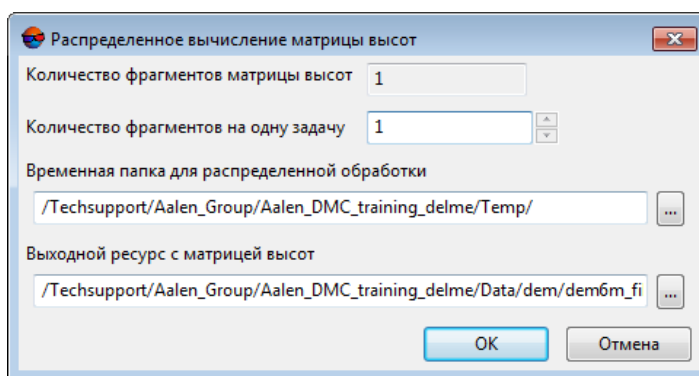 Распределенное вычисление матрицы высот
Количество фрагментов матрицы высот 1
Количество фрагментов на одну задачу 1
Временная папка для распределенной обработки
/Techsupport/Aalen_Group/Aalen_DMC_training_delme/Temp/
...
Выходной ресурс с матрицей высот
/Techsupport/Aalen_Group/Aalen_DMC_training_delme/Data/dem/dem6m_fi
...
OK Отмена